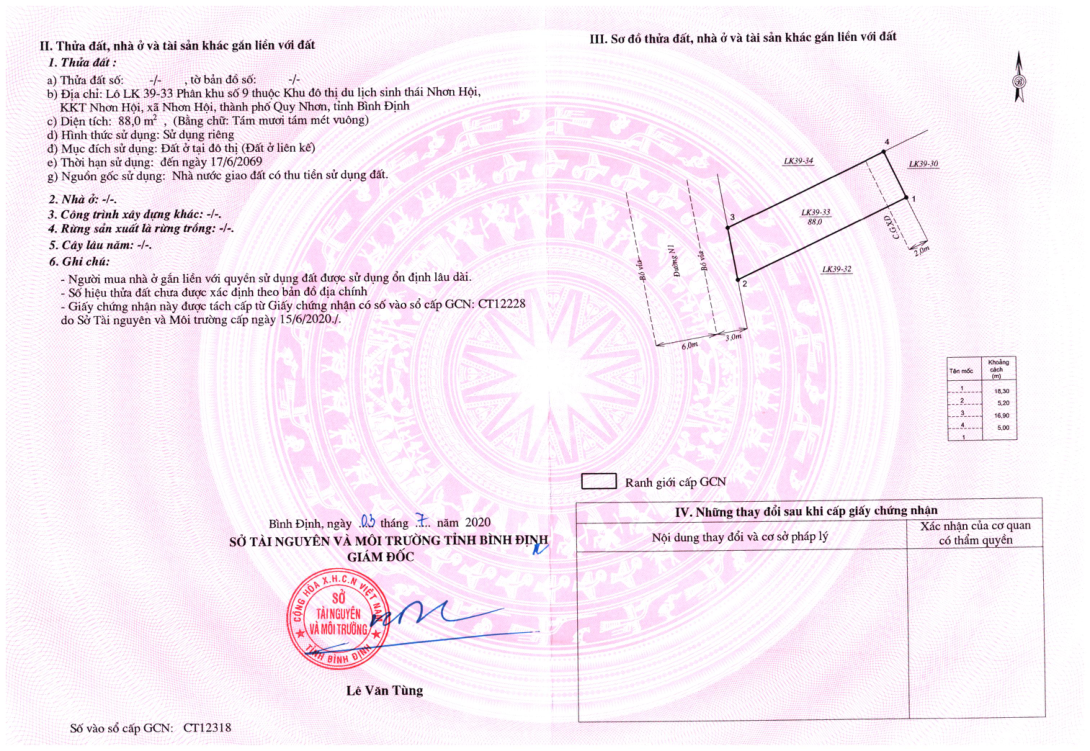 II. Thửa đất, nhà ở và tài sản khác gắn liền với đất
1. Thửa đất :
a) Thửa đất số: -/- , tờ bản đồ số: -/-
b) Địa chỉ: Lô LK 39-33 Phân khu số 9 thuộc Khu đô thị du lịch sinh thái Nhơn Hội,
KKT Nhơn Hội, xã Nhơn Hội, thành phố Quy Nhơn, tỉnh Bình Định
c) Diện tích: 88,0 m² , (Bằng chữ: Tám mươi tám mét vuông)
d) Hình thức sử dụng: Sử dụng riêng
đ) Mục đích sử dụng: Đất ở tại đô thị (Đất ở liên kế)
e) Thời hạn sử dụng: đến ngày 17/6/2069
g) Nguồn gốc sử dụng: Nhà nước giao đất có thu tiền sử dụng đất.
2. Nhà ở: -/-.
3. Công trình xây dựng khác: -/-.
4. Rừng sản xuất là rừng trồng: -/-.
5. Cây lâu năm: -/-.
6. Ghi chú:
- Người mua nhà ở gắn liền với quyền sử dụng đất được sử dụng ổn định lâu dài.
- Số hiệu thửa đất chưa được xác định theo bản đồ địa chính
- Giấy chứng nhận này được tách cấp từ Giấy chứng nhận có số vào sổ cấp GCN: CT12228
do Sở Tài nguyên và Môi trường cấp ngày 15/6/2020./.
Bình Định, ngày 03 tháng 7 năm 2020
SỞ TÀI NGUYÊN VÀ MÔI TRƯỜNG TỈNH BÌNH ĐỊNH
GIÁM ĐỐC
CỘNG HÒA X.H.C.N VIỆT NAM
SỞ
TÀI NGUYÊN
VÀ MÔI TRƯỜNG
TỈNH BÌNH ĐỊNH
Lê Văn Tùng
Số vào sổ cấp GCN: CT12318
III. Sơ đồ thửa đất, nhà ở và tài sản khác gắn liền với đất
4
LK39-34
LK39-30
1
LK39-33
88,0
3
CGXD
2,0m
Bó vỉa
Đường N1
Bó vỉa
LK39-32
2
6,0m
3,0m
Tên mốc Khoảng cách (m)
1
18,30
2
5,20
3
16,90
4
5,00
1
Ranh giới cấp GCN
IV. Những thay đổi sau khi cấp giấy chứng nhận
Nội dung thay đổi và cơ sở pháp lý
Xác nhận của cơ quan
có thẩm quyền